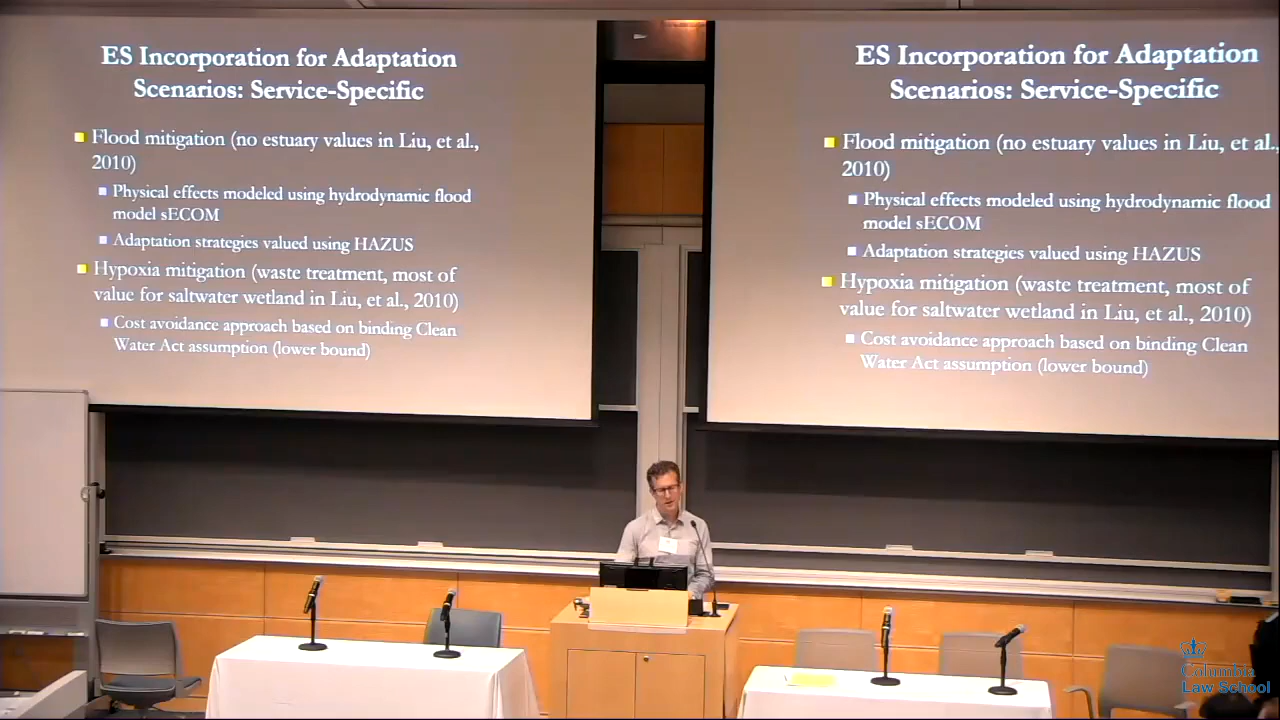 ES Incorporation for Adaptation
Scenarios: Service-Specific
Flood mitigation (no estuary values in Liu, et al.,
2010)
Physical effects modeled using hydrodynamic flood
model sECOM
Adaptation strategies valued using HAZUS
Hypoxia mitigation (waste treatment, most of
value for saltwater wetland in Liu, et al., 2010)
Cost avoidance approach based on binding Clean
Water Act assumption (lower bound)
ES Incorporation for Adaptation
Scenarios: Service-Specific
Flood mitigation (no estuary values in Liu, et al.,
2010)
Physical effects modeled using hydrodynamic flood
model sECOM
Adaptation strategies valued using HAZUS
Hypoxia mitigation (waste treatment, most of
value for saltwater wetland in Liu, et al., 2010)
Cost avoidance approach based on binding Clean
Water Act assumption (lower bound)
Columbia
Law School